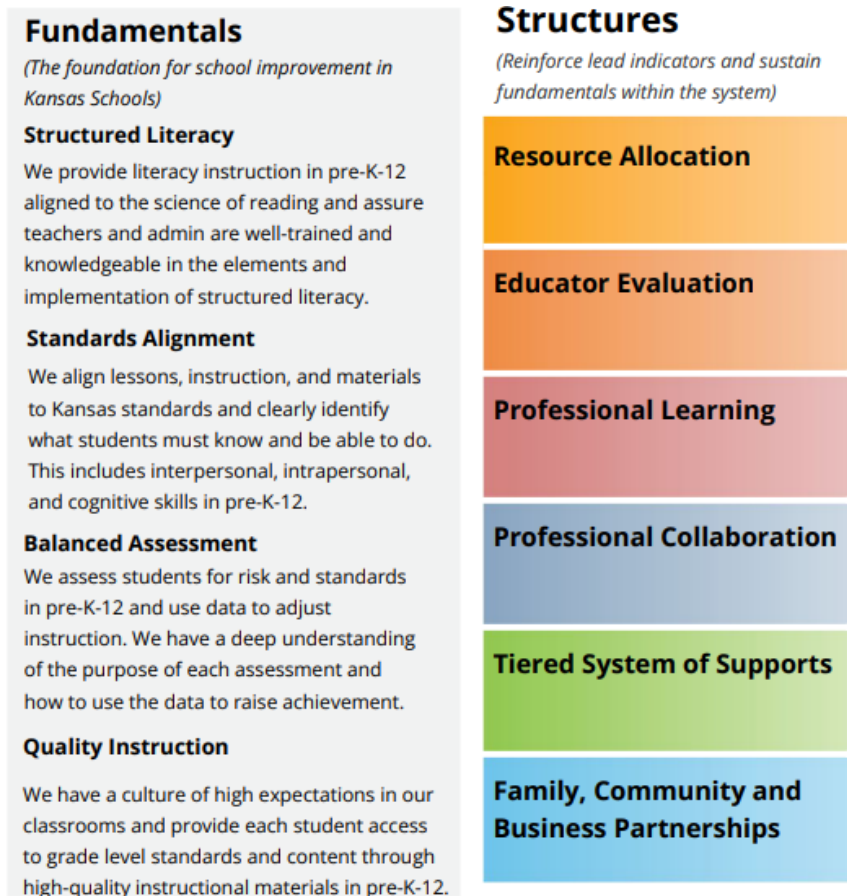 Fundamentals
(The foundation for school improvement in
Kansas Schools)
Structured Literacy
We provide literacy instruction in pre-K-12
aligned to the science of reading and assure
teachers and admin are well-trained and
knowledgeable in the elements and
implementation of structured literacy.
Standards Alignment
We align lessons, instruction, and materials
to Kansas standards and clearly identify
what students must know and be able to do.
This includes interpersonal, intrapersonal,
and cognitive skills in pre-K-12.
Balanced Assessment
We assess students for risk and standards
in pre-K-12 and use data to adjust
instruction. We have a deep understanding
of the purpose of each assessment and
how to use the data to raise achievement.
Quality Instruction
We have a culture of high expectations in our
classrooms and provide each student access
to grade level standards and content through
high-quality instructional materials in pre-K-12.
Structures
(Reinforce lead indicators and sustain
fundamentals within the system)
Resource Allocation
Educator Evaluation
Professional Learning
Professional Collaboration
Tiered System of Supports
Family, Community and
Business Partnerships